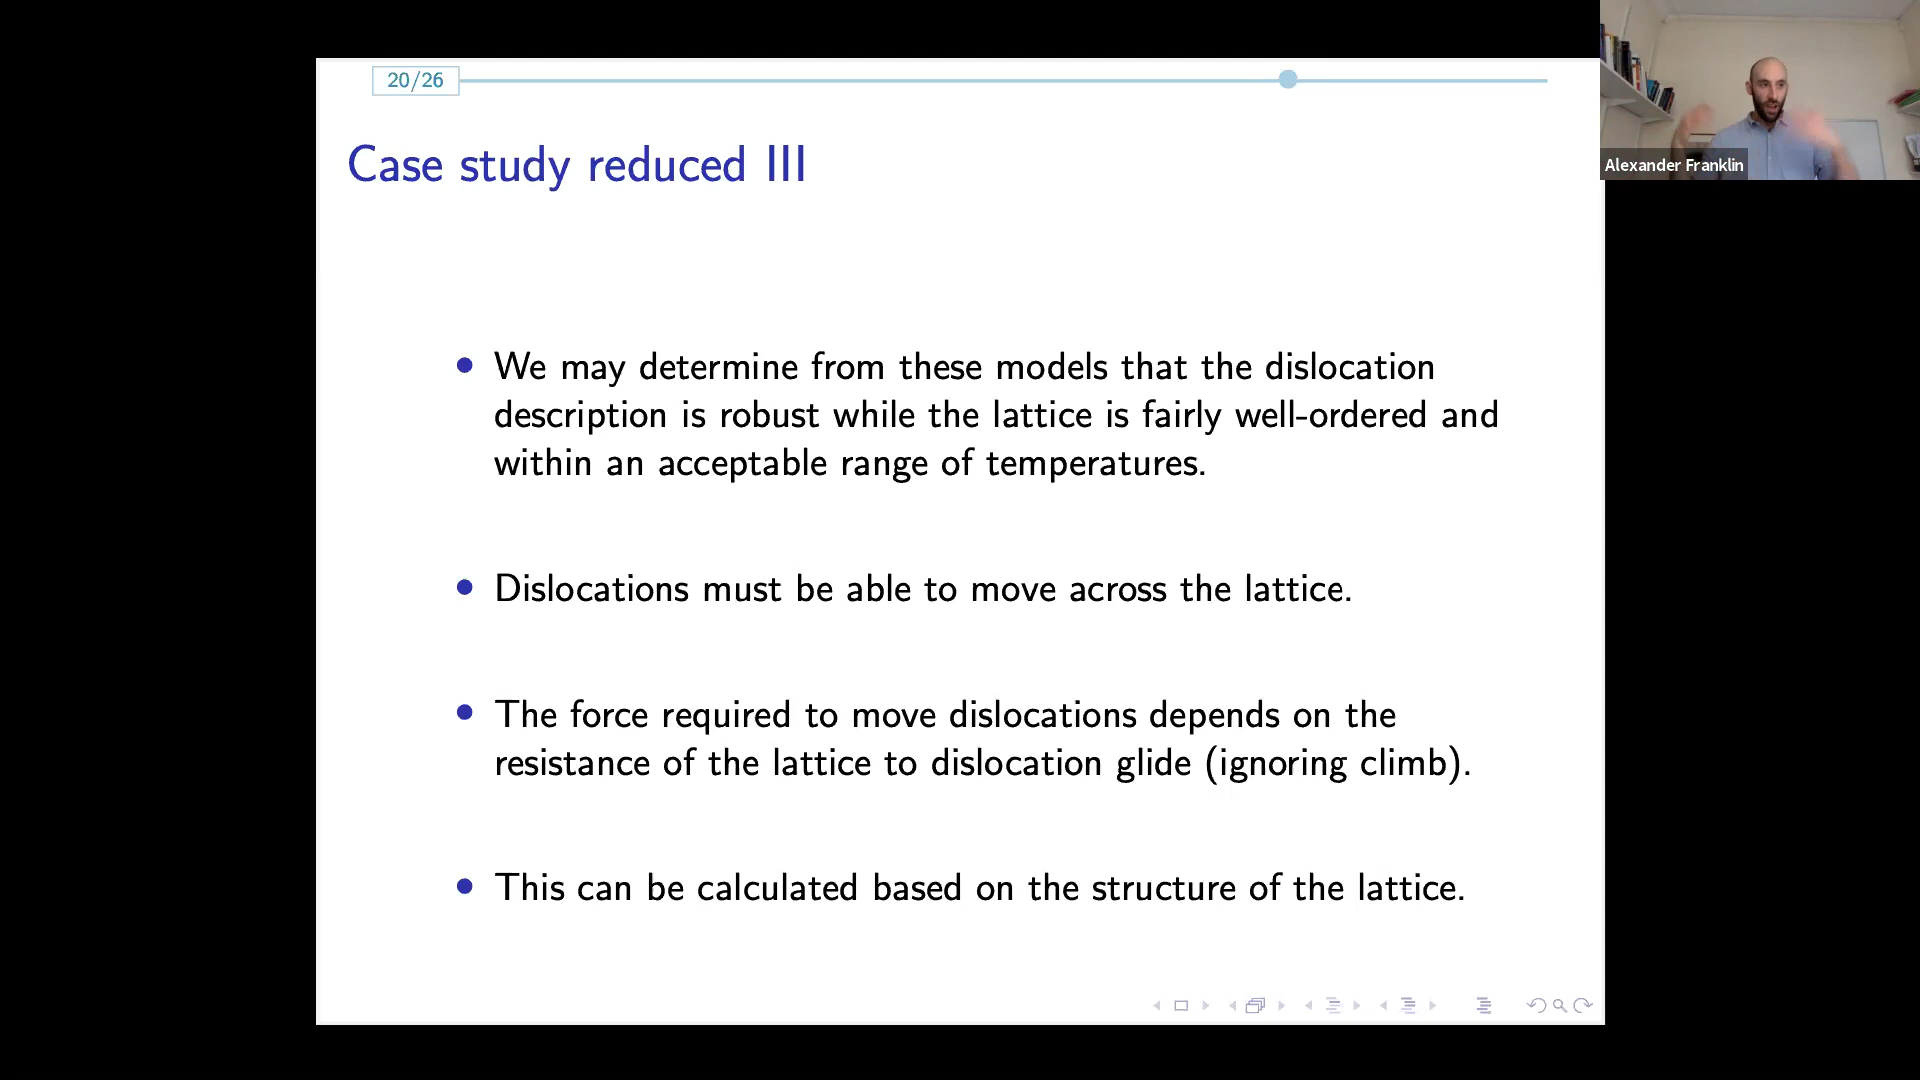 20/26
Alexander Franklin
Case study reduced III
• We may determine from these models that the dislocation
description is robust while the lattice is fairly well-ordered and
within an acceptable range of temperatures.
• Dislocations must be able to move across the lattice.
• The force required to move dislocations depends on the
resistance of the lattice to dislocation glide (ignoring climb).
• This can be calculated based on the structure of the lattice.